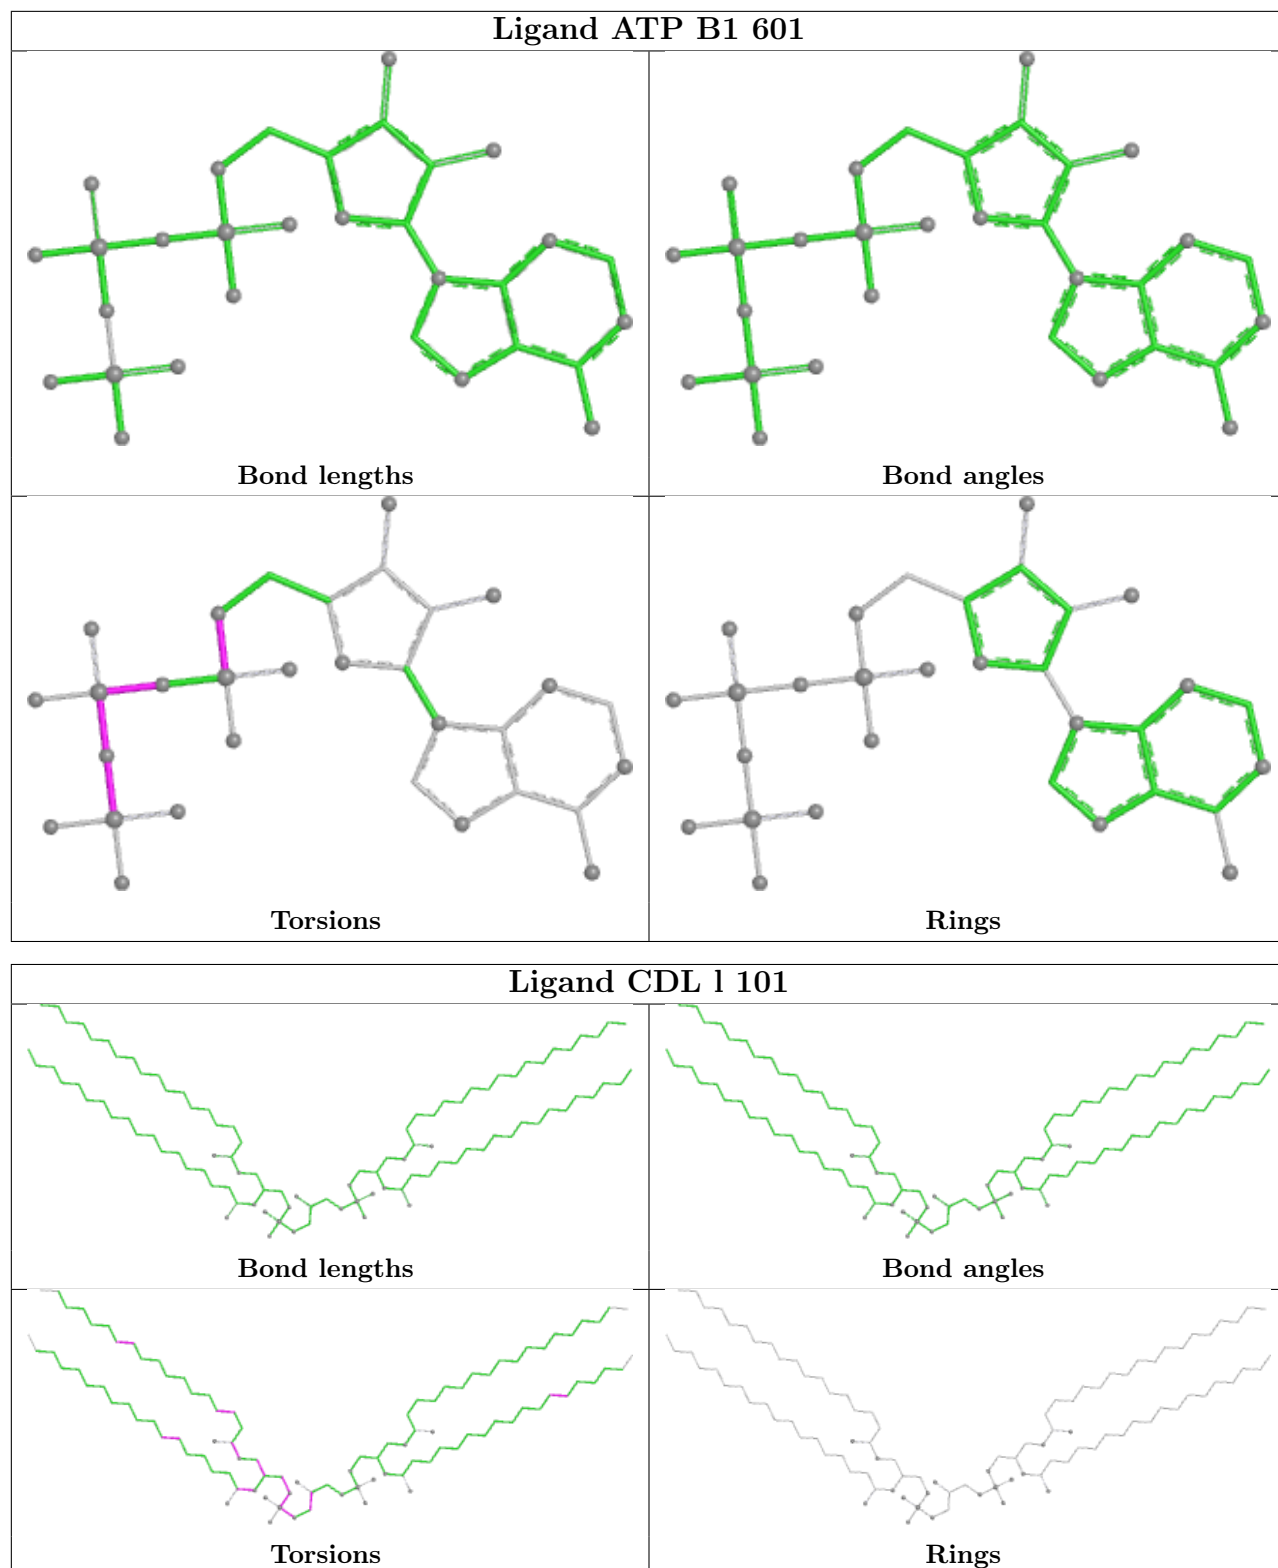 Ligand ATP B1 601
Bond lengths
Bond angles
Torsions
Rings
Ligand CDL l 101
Bond lengths
Bond angles
Torsions
Rings